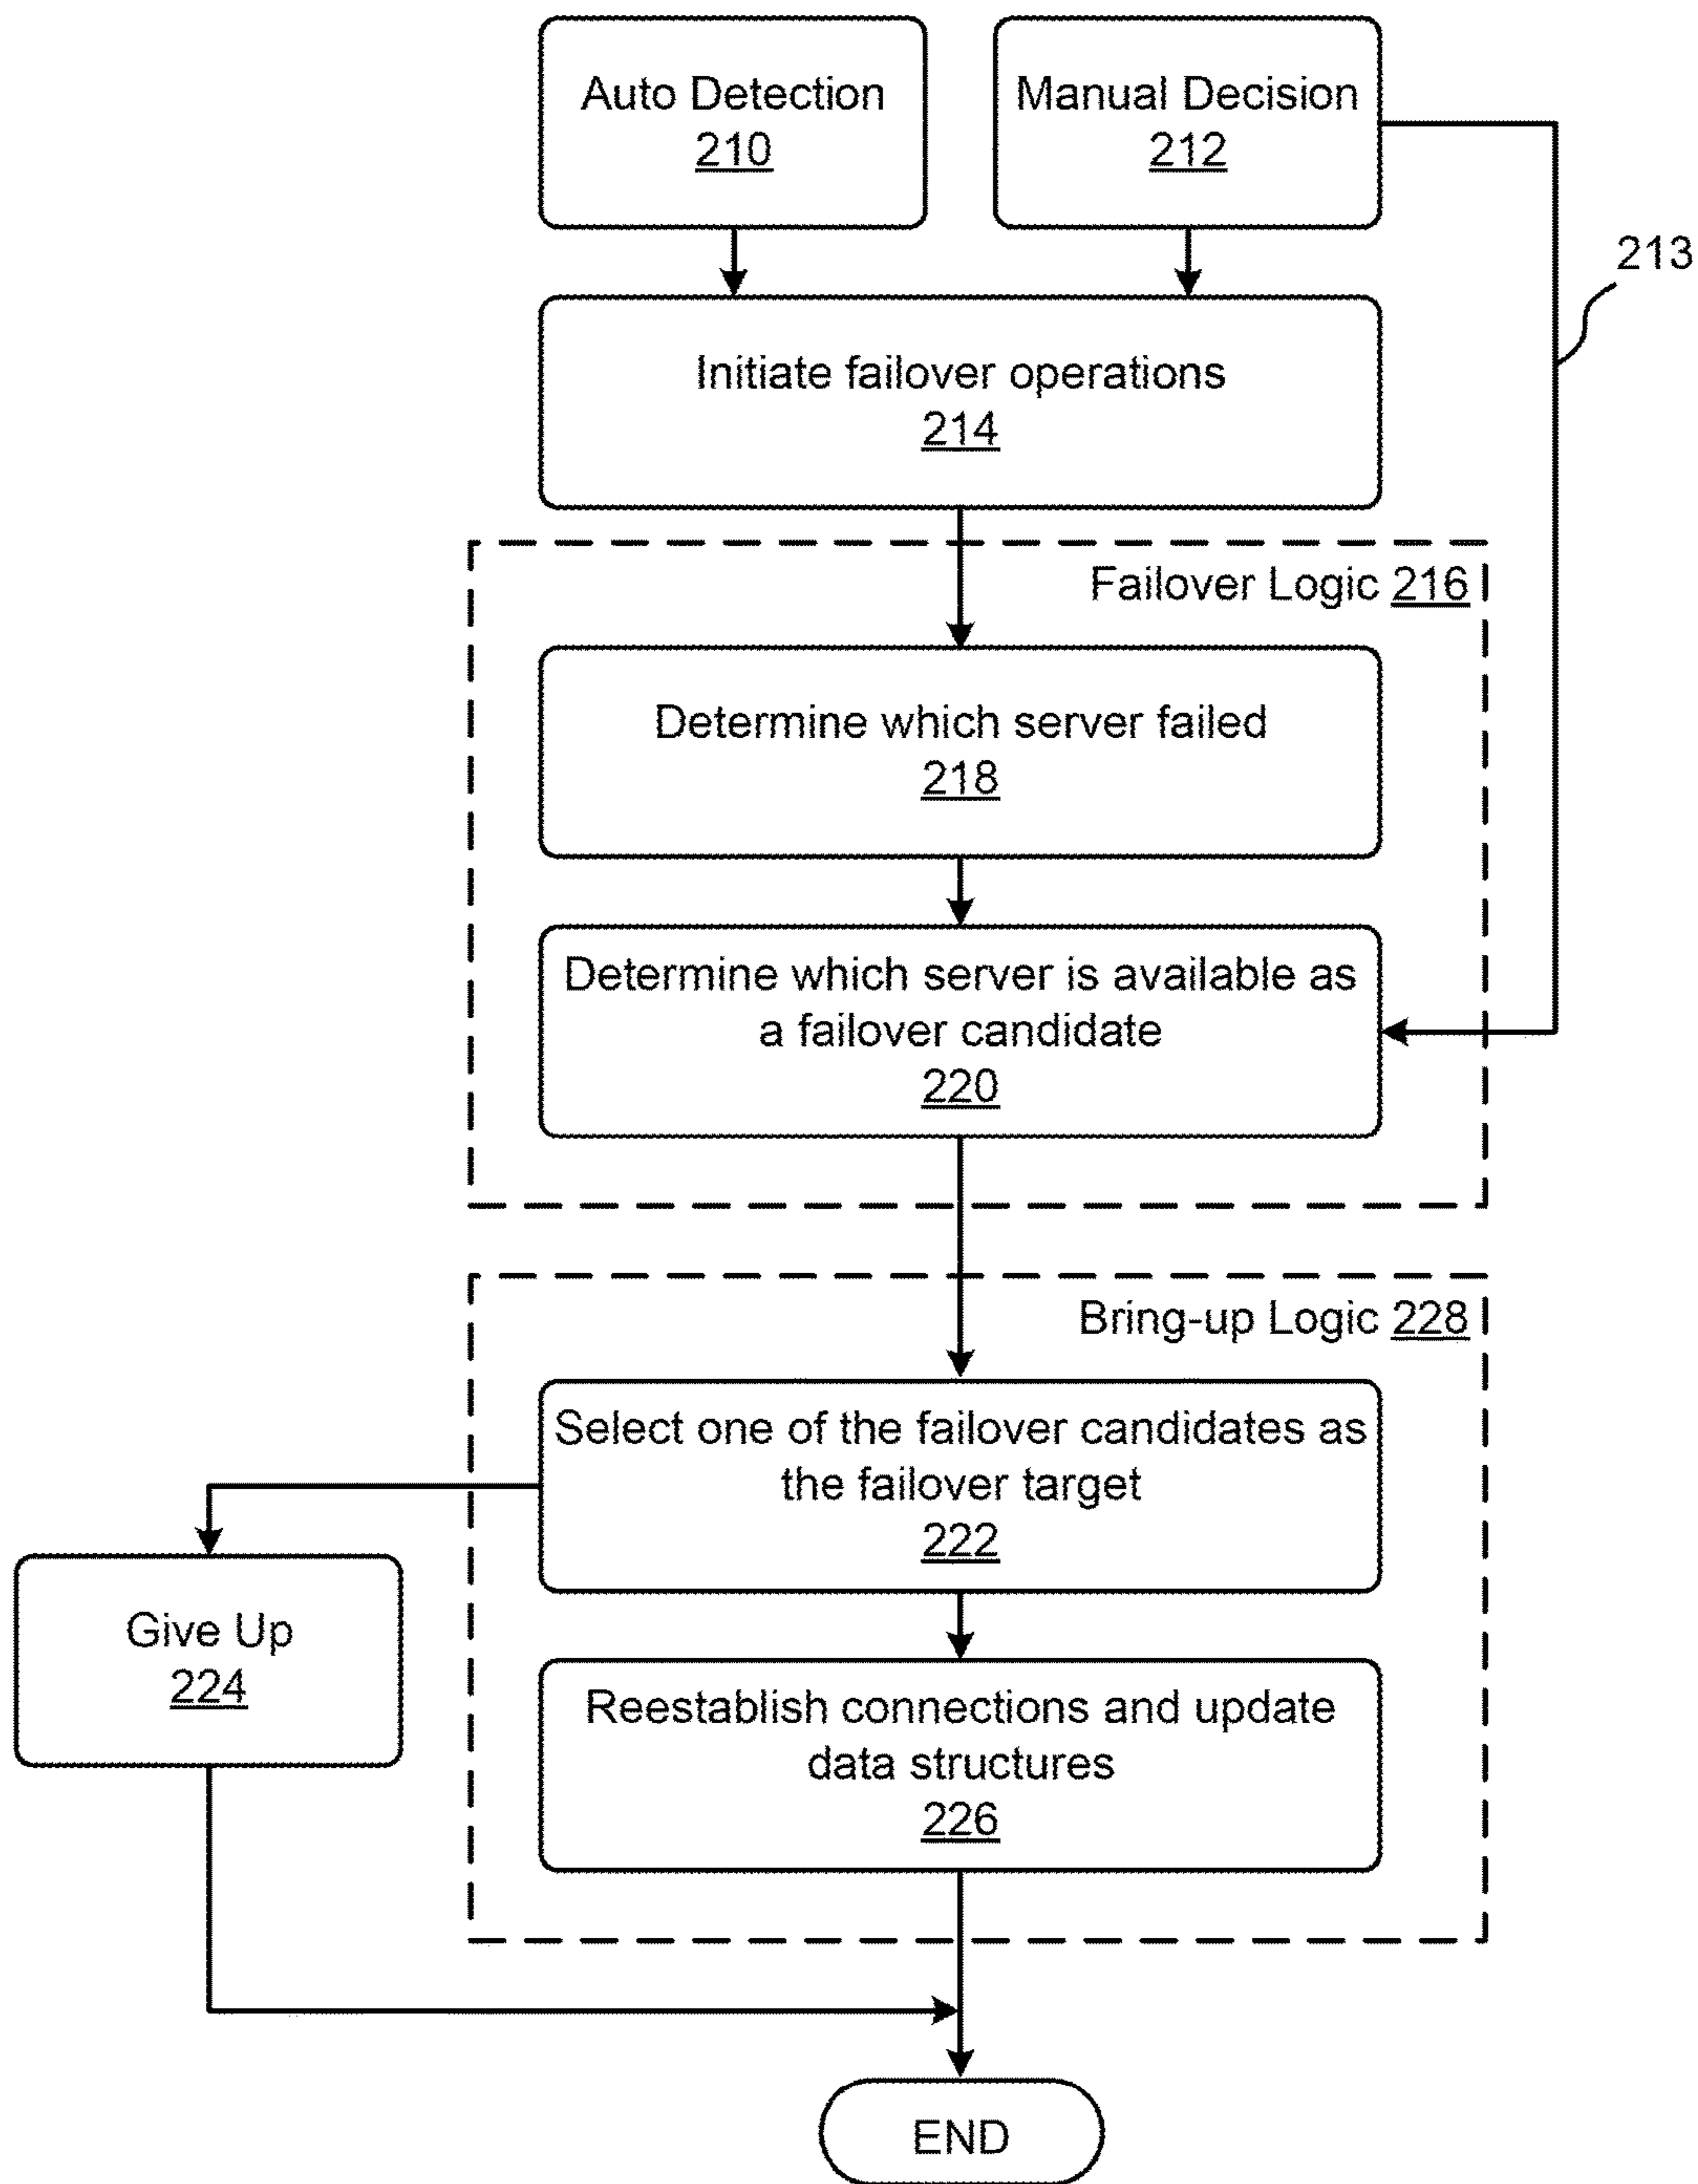 Auto Detection
210
Manual Decision
212
213
Initiate failover operations
214
Failover Logic 216
Determine which server failed
218
Determine which server is available as
a failover candidate
220
Bring-up Logic 228
Select one of the failover candidates as
the failover target
222
Give Up
224
Reestablish connections and update
data structures
226
END